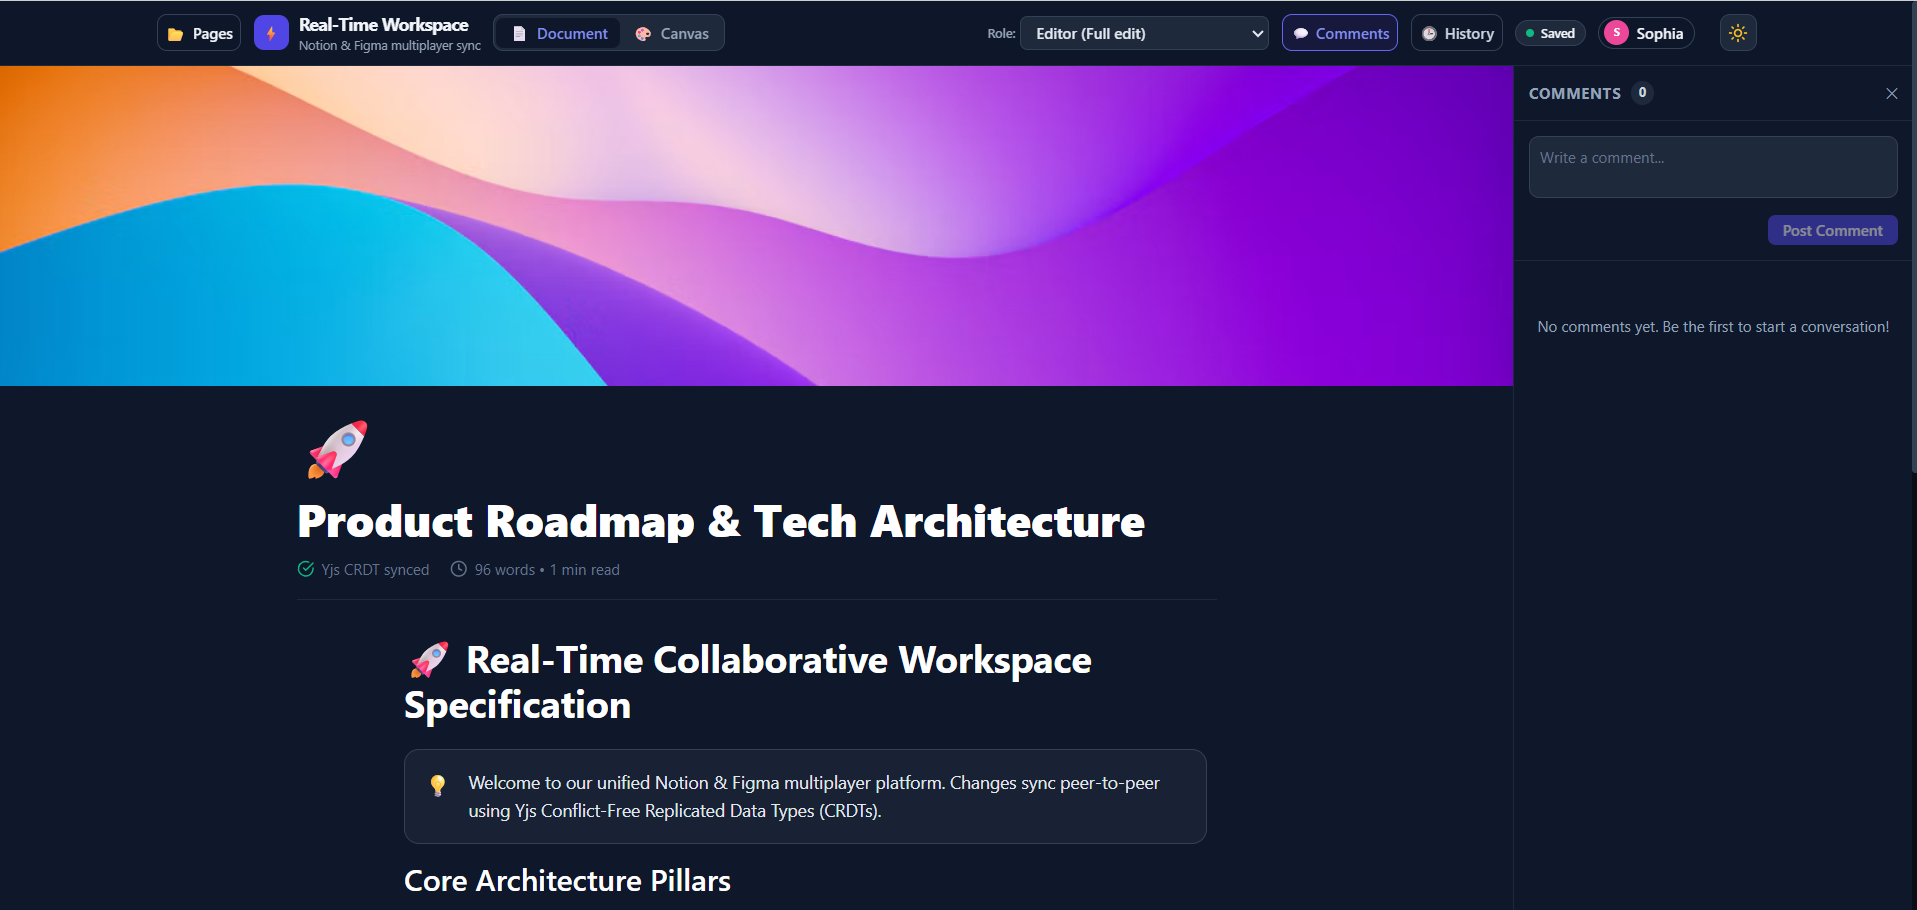 Pages
Real-Time Workspace
Notion & Figma multiplayer sync
Document
Canvas
Role:
Editor (Full edit)
Comments
History
Saved
S
Sophia
COMMENTS 0
Write a comment...
Post Comment
No comments yet. Be the first to start a conversation!
Product Roadmap & Tech Architecture
Yjs CRDT synced
96 words • 1 min read
Real-Time Collaborative Workspace
Specification
Welcome to our unified Notion & Figma multiplayer platform. Changes sync peer-to-peer
using Yjs Conflict-Free Replicated Data Types (CRDTs).
Core Architecture Pillars